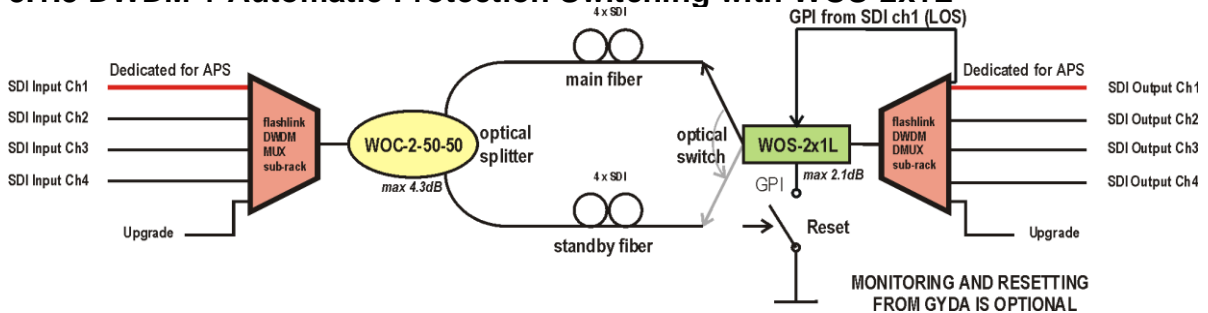 4 x SDI
GPI from SDI ch1 (LOS)
Dedicated for APS
SDI Input Ch1
SDI Input Ch2
SDI Input Ch3
SDI Input Ch4
Upgrade
flashlink
DWDM
MUX
sub-rack
WOC-2-50-50
max 4.3dB
optical
splitter
main fiber
4 x SDI
standby fiber
optical
switch
WOS-2x1L
max 2.1dB
GPI
Reset
flashlink
DWDM
DMUX
sub-rack
Dedicated for APS
SDI Output Ch1
SDI Output Ch2
SDI Output Ch3
SDI Output Ch4
Upgrade
MONITORING AND RESETTING
FROM GYDA IS OPTIONAL